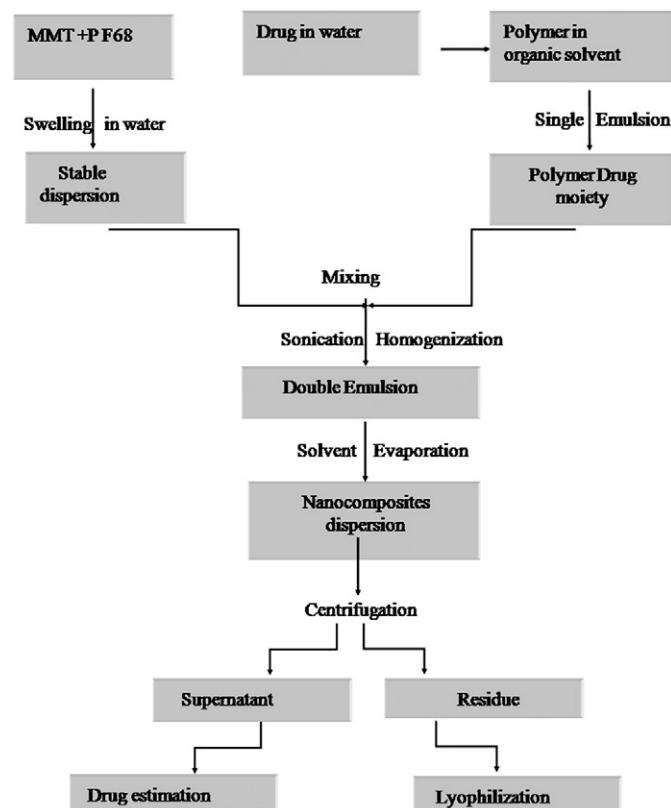 MMT +P F68
Drug in water
Polymer in
organic solvent
Swelling in water
Single Emulsion
Stable
dispersion
Polymer Drug
moiety
Mixing
Sonication Homogenization
Double Emulsion
Solvent Evaporation
Nanocomposites
dispersion
Centrifugation
Supernatant
Residue
Drug estimation
Lyophilization